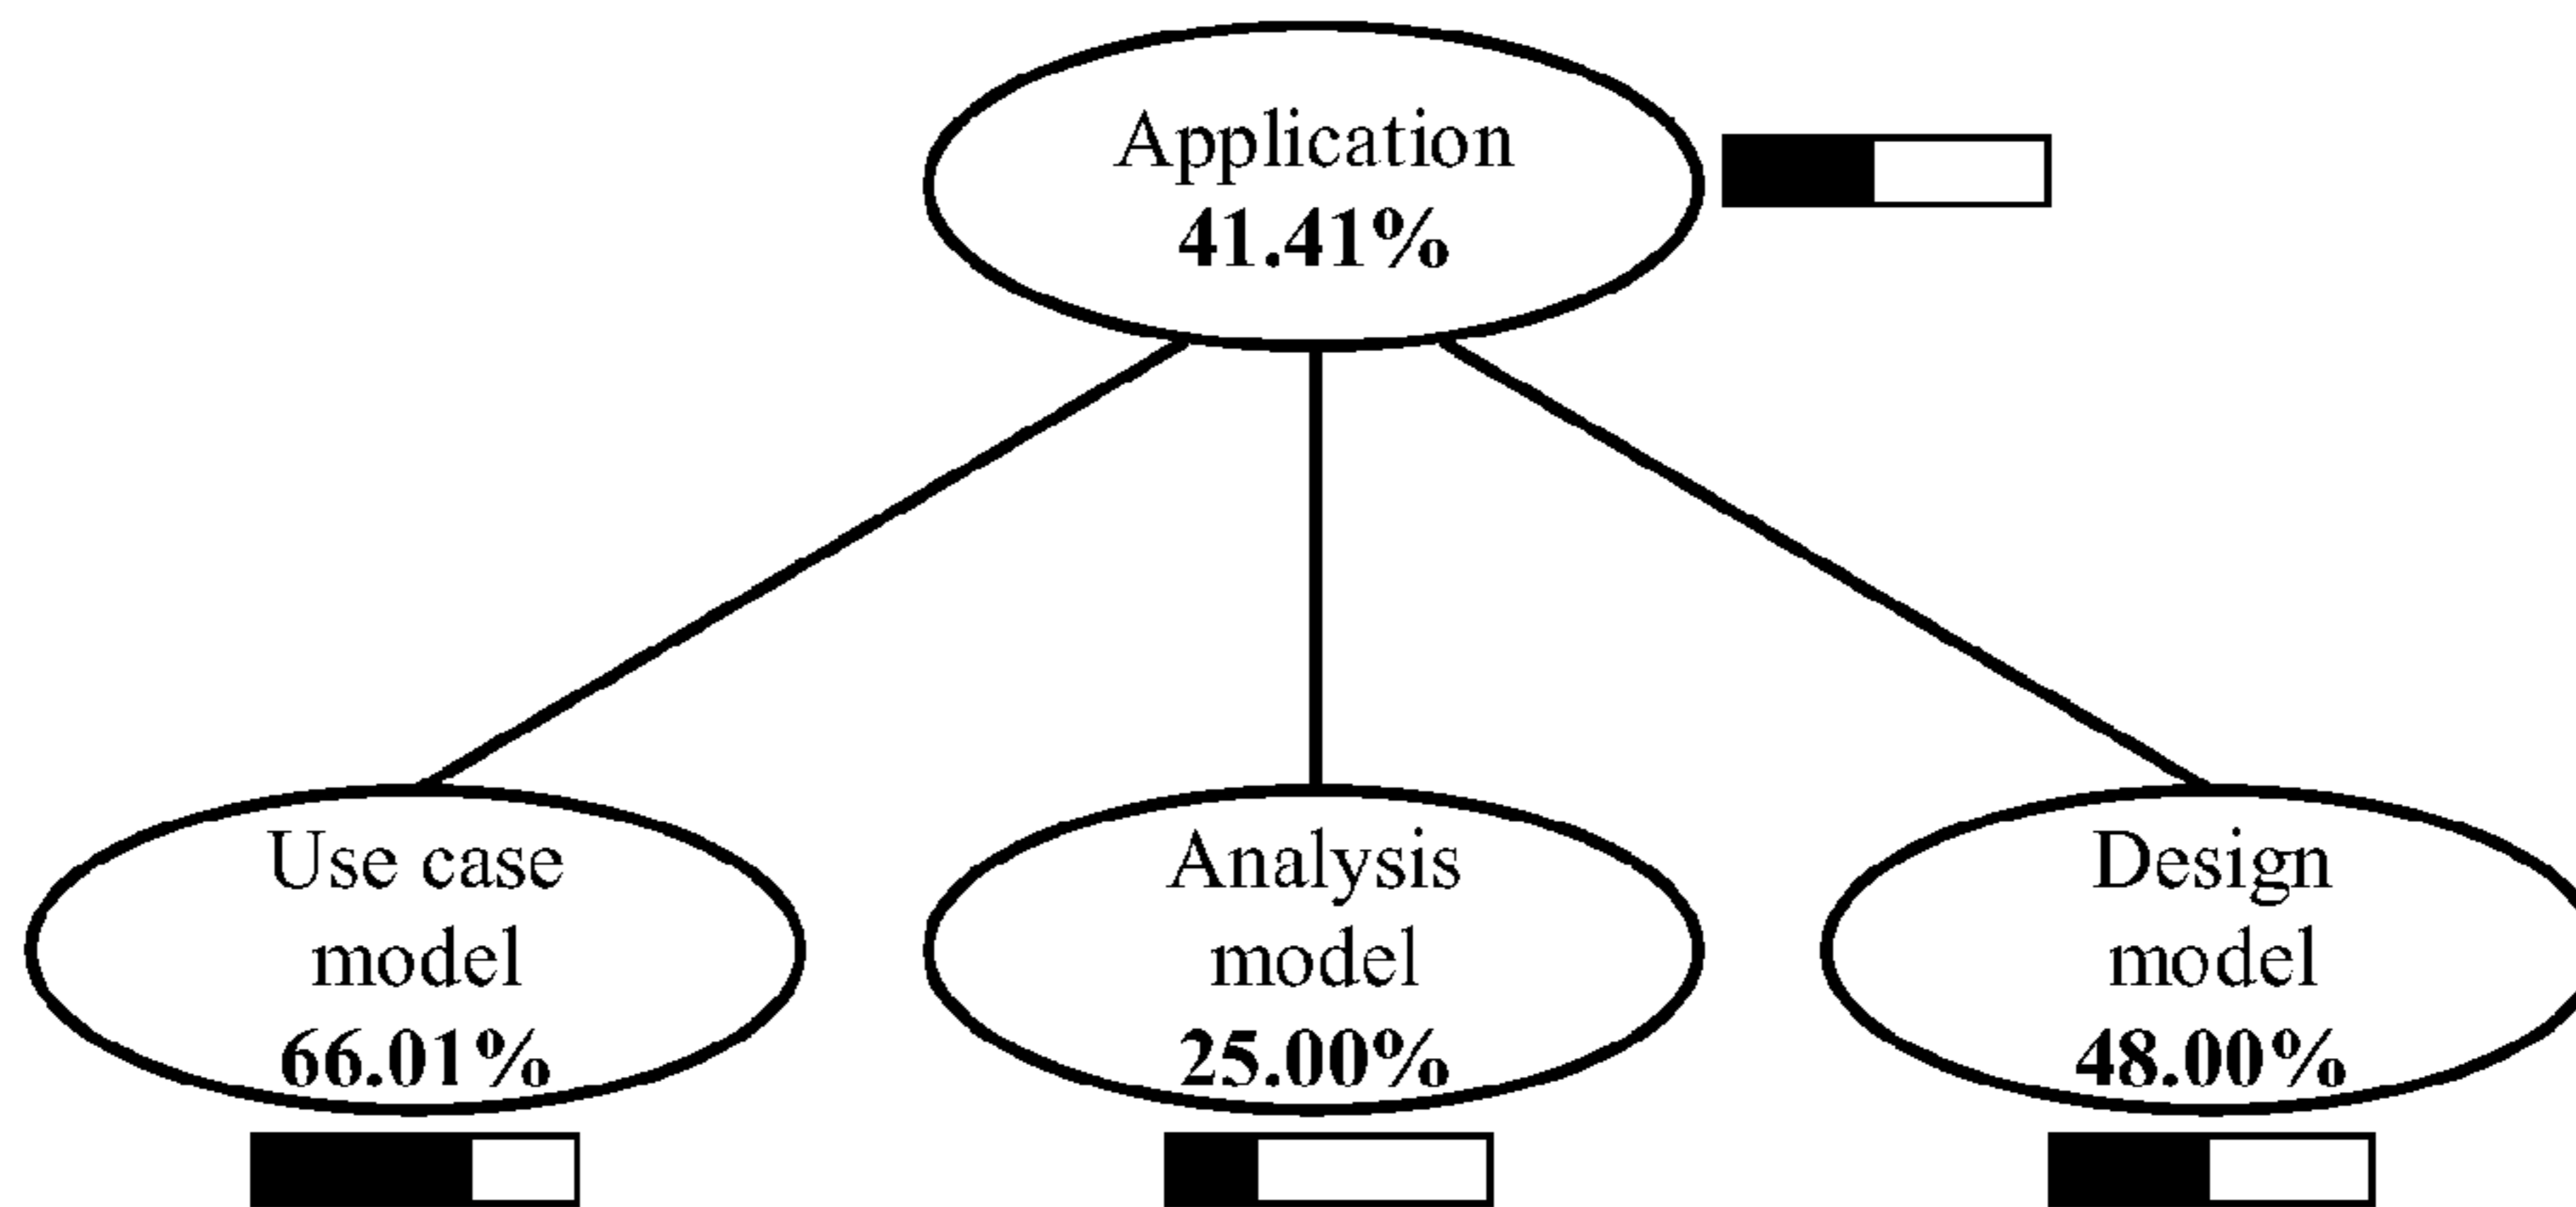 Application
41.41%
Use case
model
66.01%
Analysis
model
25.00%
Design
model
48.00%